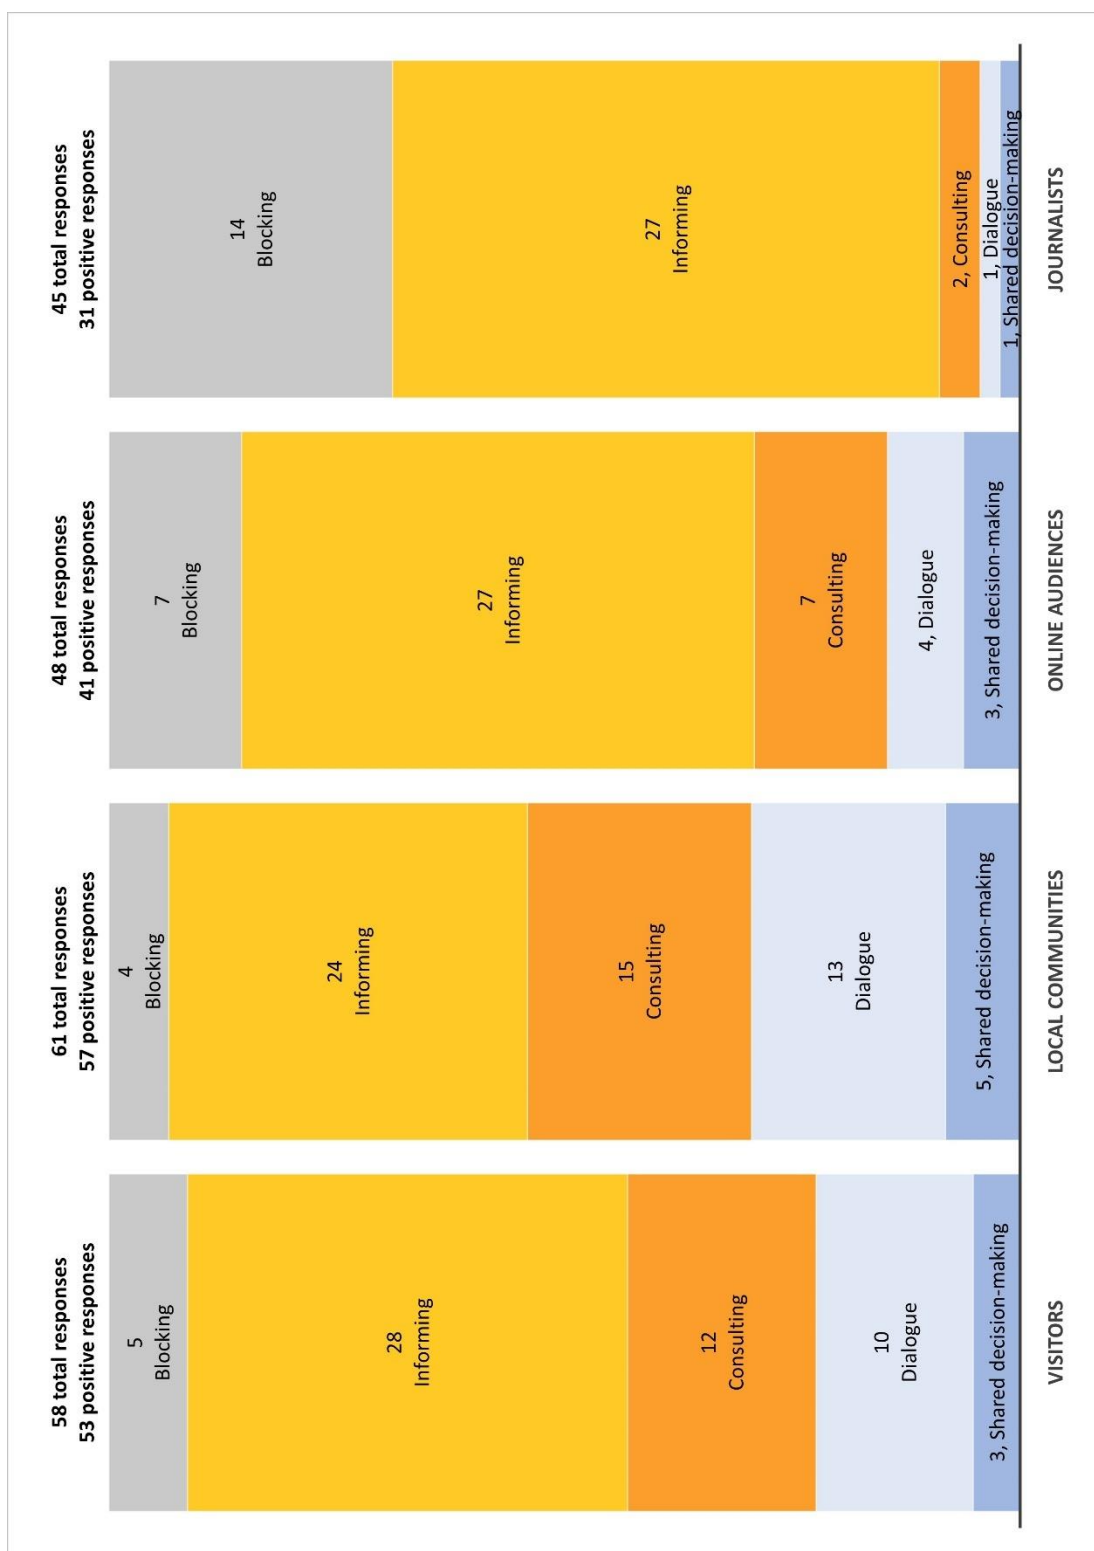 58 total responses
53 positive responses
5
Blocking
28
Informing
12
Consulting
10
Dialogue
3, Shared decision-making
VISITORS
61 total responses
57 positive responses
4
Blocking
24
Informing
15
Consulting
13
Dialogue
5, Shared decision-making
LOCAL COMMUNITIES
48 total responses
41 positive responses
7
Blocking
27
Informing
7
Consulting
4, Dialogue
3, Shared decision-making
ONLINE AUDIENCES
45 total responses
31 positive responses
14
Blocking
27
Informing
2, Consulting
1, Dialogue
1, Shared decision-making
JOURNALISTS